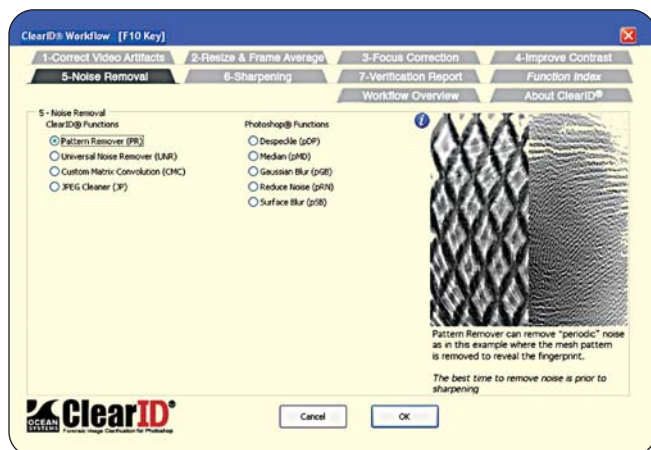 ClearID® Workflow [F10 Key]
1-Correct Video Artifacts 2-Resize & Frame Average 3-Focus Correction 4-Improve Contrast
5-Noise Removal 6-Sharpening 7-Verification Report Function Index
Workflow Overview About ClearID®
5 - Noise Removal
ClearID® Functions Photoshop® Functions
Pattern Remover (PR) Despeckle (pDP)
Universal Noise Remover (UNR) Median (pMD)
Custom Matrix Convolution (CMC) Gaussian Blur (pGB)
JPEG Cleaner (JP) Reduce Noise (pRN)
Surface Blur (pSB)
Pattern Remover can remove "periodic" noise
as in this example where the mesh pattern
is removed to reveal the fingerprint.
The best time to remove noise is prior to
sharpening
OCEAN SYSTEMS ClearID®
Forensic Image Clarification for Photoshop
Cancel OK